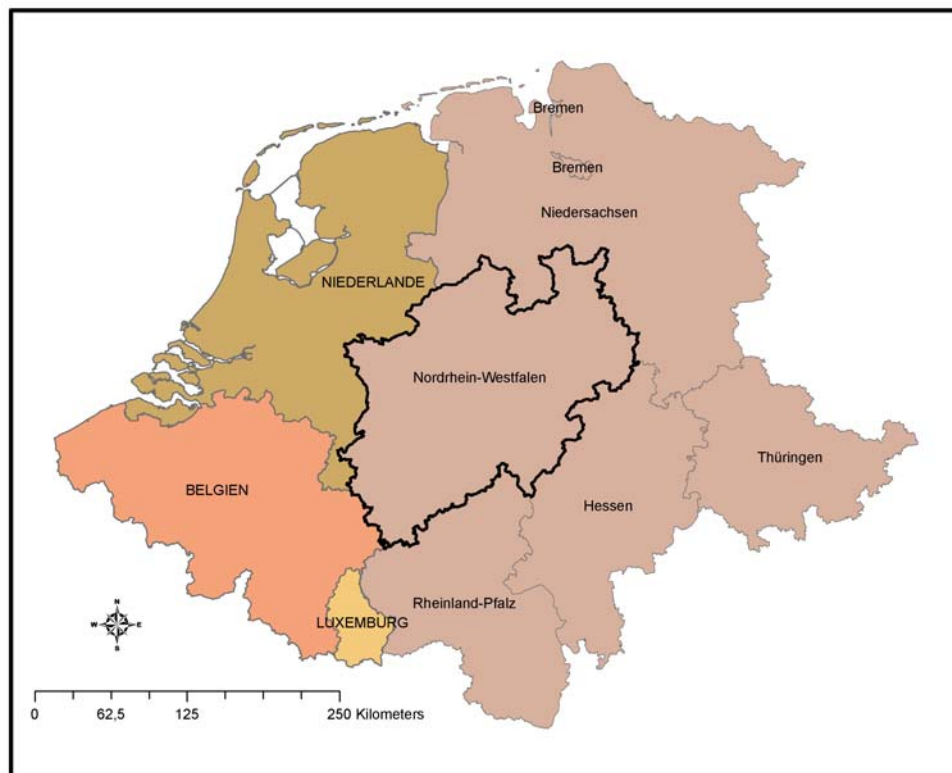 Bremen
Bremen
Niedersachsen
NIEDERLANDE
Nordrhein-Westfalen
Thüringen
BELGIEN
Hessen
Rheinland-Pfalz
LUXEMBURG
N
W E
S
0 62,5 125 250 Kilometers